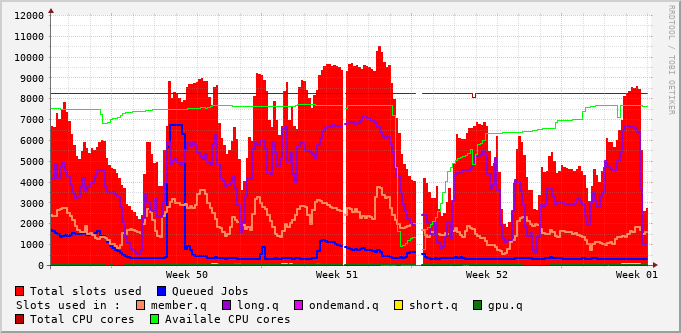 12000
11000
10000
9000
8000
7000
6000
5000
4000
3000
2000
1000
0
Week 50 Week 51 Week 52 Week 01
RRDTOOL / TOBI OETIKER
Total slots used Queued Jobs
Slots used in : member.q long.q ondemand.q short.q gpu.q
Total CPU cores Availale CPU cores